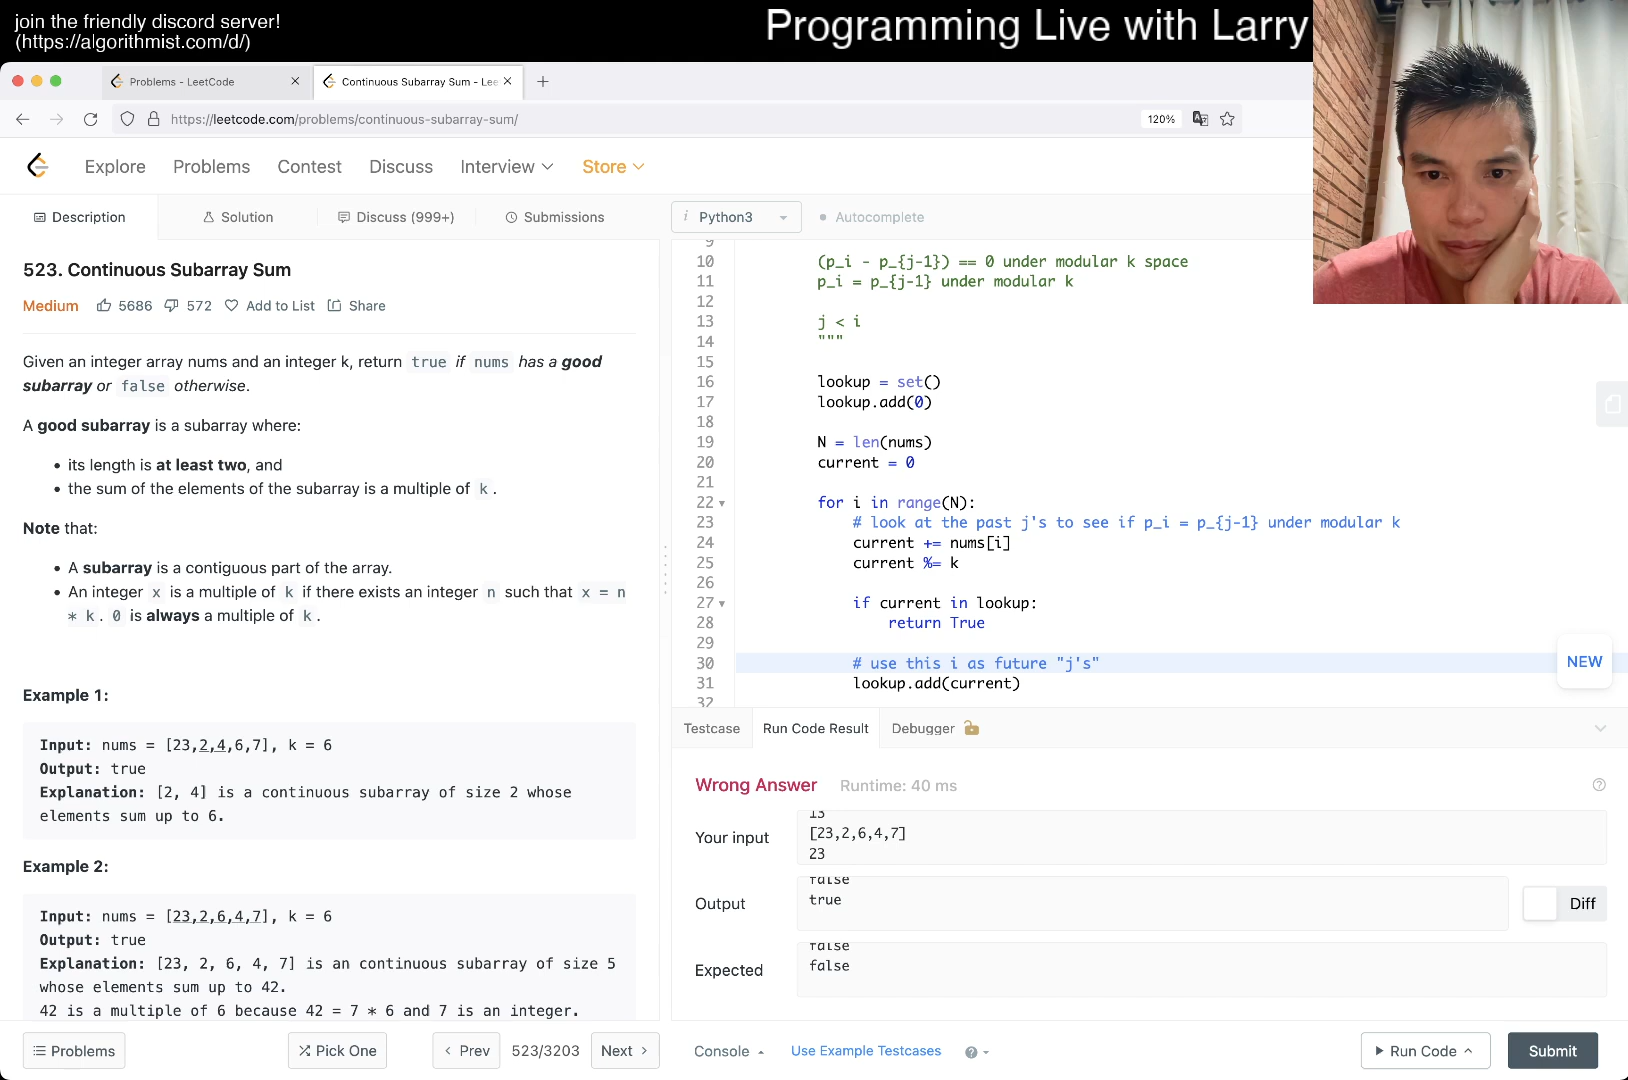 join the friendly discord server!
(https://algorithmist.com/d/)
Programming Live with Larry
Problems - LeetCode
Continuous Subarray Sum - Lee
https://leetcode.com/problems/continuous-subarray-sum/
120%
Explore
Problems
Contest
Discuss
Interview
Store
Description
Solution
Discuss (999+)
Submissions
i Python3
Autocomplete
523. Continuous Subarray Sum
Medium 5686 572 Add to List Share
Given an integer array nums and an integer k, return true if nums has a good
subarray or false otherwise.
A good subarray is a subarray where:
• its length is at least two, and
• the sum of the elements of the subarray is a multiple of k.
Note that:
• A subarray is a contiguous part of the array.
• An integer x is a multiple of k if there exists an integer n such that x = n
* k. 0 is always a multiple of k.
Example 1:
Input: nums = [23,2,4,6,7], k = 6
Output: true
Explanation: [2, 4] is a continuous subarray of size 2 whose
elements sum up to 6.
Example 2:
Input: nums = [23,2,6,4,7], k = 6
Output: true
Explanation: [23, 2, 6, 4, 7] is an continuous subarray of size 5
whose elements sum up to 42.
42 is a multiple of 6 because 42 = 7 * 6 and 7 is an integer.
9
10 (p_i - p_{j-1}) == 0 under modular k space
11 p_i = p_{j-1} under modular k
12
13 j < i
14 """
15
16 lookup = set()
17 lookup.add(0)
18
19 N = len(nums)
20 current = 0
21
22 for i in range(N):
23 # look at the past j's to see if p_i = p_{j-1} under modular k
24 current += nums[i]
25 current %= k
26
27 if current in lookup:
28 return True
29
30 # use this i as future "j's"
31 lookup.add(current)
32
NEW
Testcase
Run Code Result
Debugger
Wrong Answer Runtime: 40 ms
Your input
13
[23,2,6,4,7]
23
Output
false
true
Diff
Expected
false
false
Problems
Pick One
< Prev
523/3203
Next >
Console
Use Example Testcases
Run Code
Submit